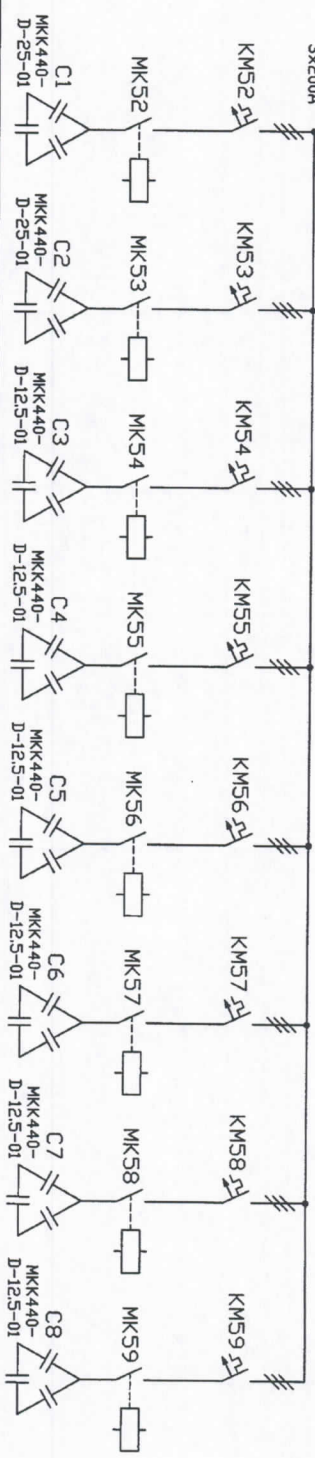 3x200A
KM52
KM53
KM54
KM55
KM56
KM57
KM58
KM59
MK52
MK53
MK54
MK55
MK56
MK57
MK58
MK59
C1
MKK440-
D-25-01
C2
MKK440-
D-25-01
C3
MKK440-
D-12.5-01
C4
MKK440-
D-12.5-01
C5
MKK440-
D-12.5-01
C6
MKK440-
D-12.5-01
C7
MKK440-
D-12.5-01
C8
MKK440-
D-12.5-01